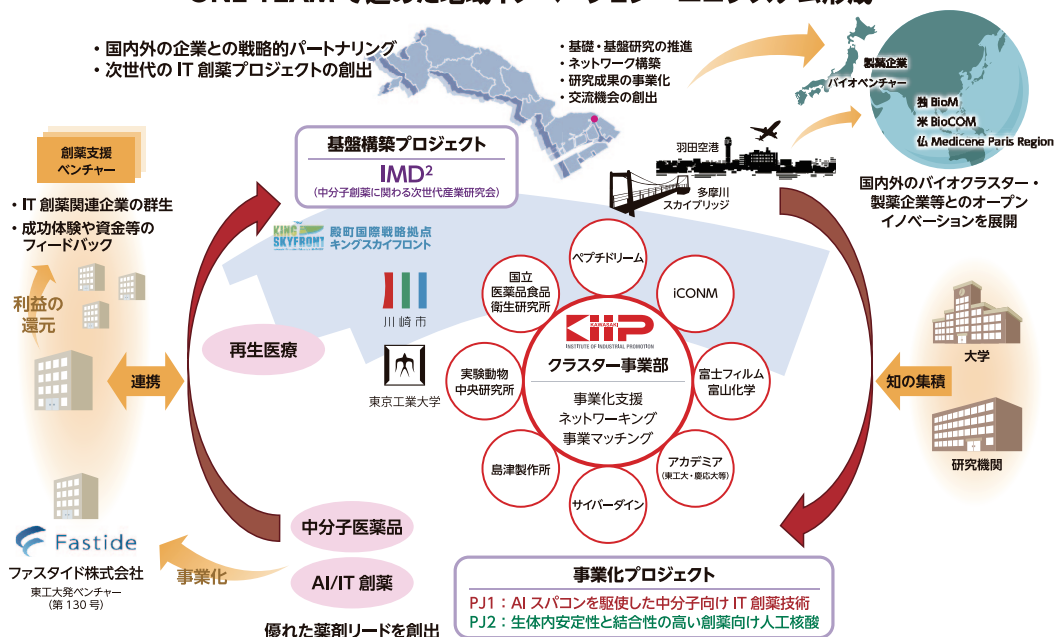 ONE TEAM で進めた地域イノベーション・エコシステム形成
・国内外の企業との戦略的パートナリング
・次世代の IT 創薬プロジェクトの創出
・基礎・基盤研究の推進
・ネットワーク構築
・研究成果の事業化
・交流機会の創出
製薬企業
バイオベンチャー
独 BioM
米 BioCOM
仏 Medicene Paris Region
国内外のバイオクラスター・
製薬企業等とのオープン
イノベーションを展開
羽田空港
多摩川
スカイブリッジ
創薬支援
ベンチャー
・IT 創薬関連企業の群生
・成功体験や資金等の
フィードバック
利益の
還元
連携
基盤構築プロジェクト
IMD²
(中分子創薬に関わる次世代産業研究会)
KING
SKYFRONT
殿町国際戦略拠点
キングスカイフロント
川崎市
東京工業大学
再生医療
ペプチドリーム
国立
医薬品食品
衛生研究所
iCONM
実験動物
中央研究所
富士フィルム
富山化学
島津製作所
アカデミア
(東工大・慶応大等)
サイバーダイン
KIIP
KAWASAKI
INSTITUTE OF INDUSTRIAL PROMOTION
クラスター事業部
事業化支援
ネットワーキング
事業マッチング
大学
知の集積
研究機関
Fastide
ファスタイド株式会社
東工大発ベンチャー
(第 130 号)
事業化
中分子医薬品
AI/IT 創薬
優れた薬剤リードを創出
事業化プロジェクト
PJ1：AI スパコンを駆使した中分子向け IT 創薬技術
PJ2：生体内安定性と結合性の高い創薬向け人工核酸